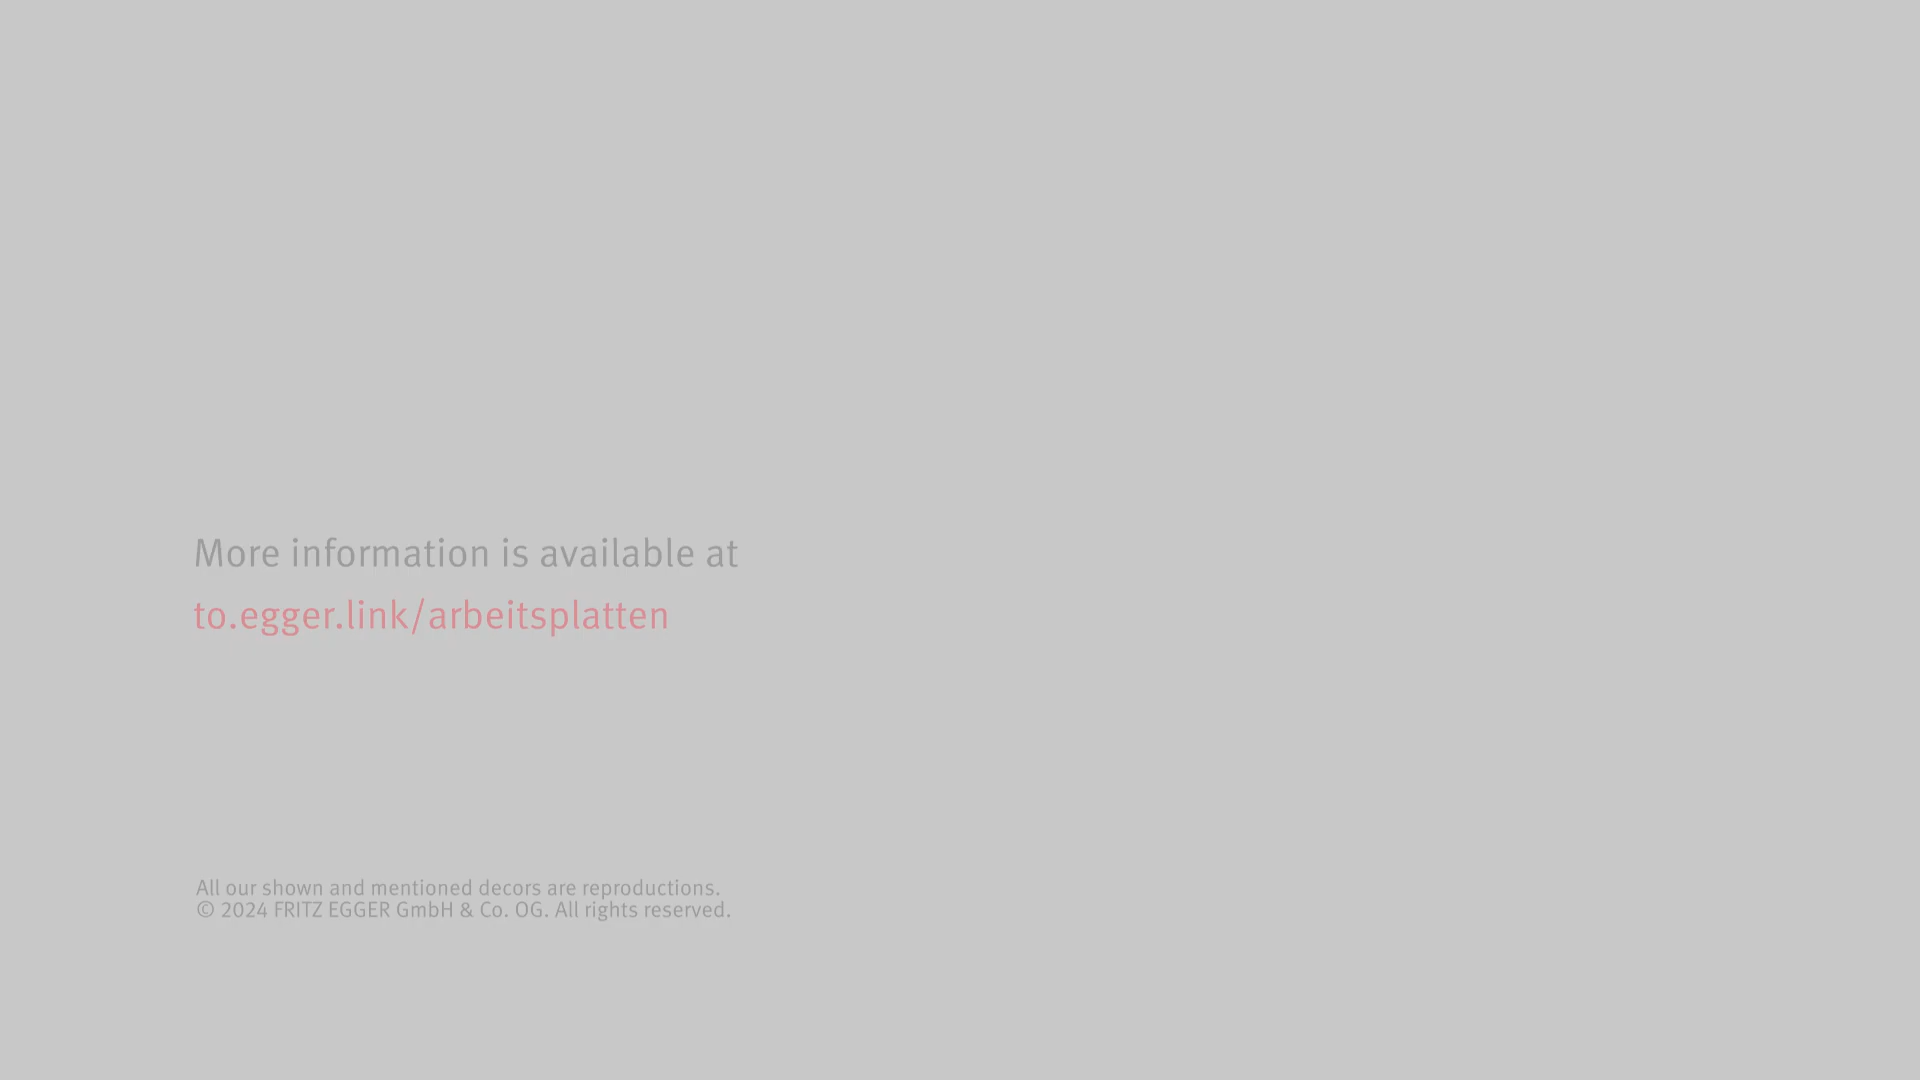 More information is available at
to.egger.link/arbeitsplatten
All our shown and mentioned decors are reproductions.
© 2024 FRITZ EGGER GmbH & Co. OG. All rights reserved.